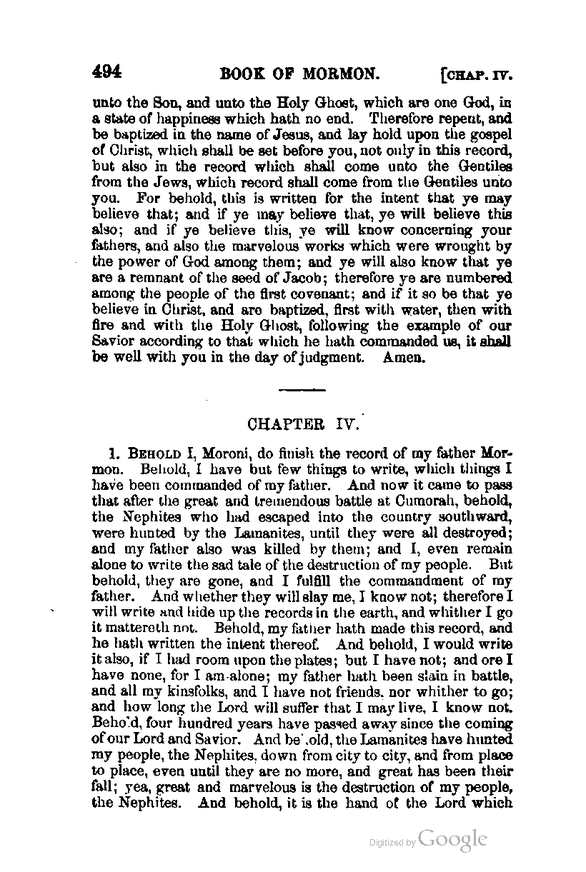 494 BOOK OF MORMON. [CHAP. IV.
unto the Son, and unto the Holy Ghost, which are one God, in
a state of happiness which hath no end. Therefore repent, and
be baptized in the name of Jesus, and lay hold upon the gospel
of Christ, which shall be set before you, not only in this record,
but also in the record which shall come unto the Gentiles
from the Jews, which record shall come from the Gentiles unto
you. For behold, this is written for the intent that ye may
believe that; and if ye may believe that, ye will believe this
also; and if ye believe this, ye will know concerning your
fathers, and also the marvelous works which were wrought by
the power of God among them; and ye will also know that ye
are a remnant of the seed of Jacob; therefore ye are numbered
among the people of the first covenant; and if it so be that ye
believe in Christ, and are baptized, first with water, then with
fire and with the Holy Ghost, following the example of our
Savior according to that which he hath commanded us, it shall
be well with you in the day of judgment. Amen.
CHAPTER IV.
1. BEHOLD I, Moroni, do finish the record of my father Mor-
mon. Behold, I have but few things to write, which things I
have been commanded of my father. And now it came to pass
that after the great and tremendous battle at Cumorah, behold,
the Nephites who had escaped into the country southward,
were hunted by the Lamanites, until they were all destroyed;
and my father also was killed by them; and I, even remain
alone to write the sad tale of the destruction of my people. But
behold, they are gone, and I fulfill the commandment of my
father. And whether they will slay me, I know not; therefore I
will write and hide up the records in the earth, and whither I go
it mattereth not. Behold, my father hath made this record, and
he hath written the intent thereof. And behold, I would write
it also, if I had room upon the plates; but I have not; and ore I
have none, for I am alone; my father hath been slain in battle,
and all my kinsfolks, and I have not friends. nor whither to go;
and how long the Lord will suffer that I may live, I know not.
Beho'd, four hundred years have passed away since the coming
of our Lord and Savior. And be'.old, the Lamanites have hunted
my people, the Nephites, down from city to city, and from place
to place, even until they are no more, and great has been their
fall; yea, great and marvelous is the destruction of my people,
the Nephites. And behold, it is the hand of the Lord which
Digitized by Google